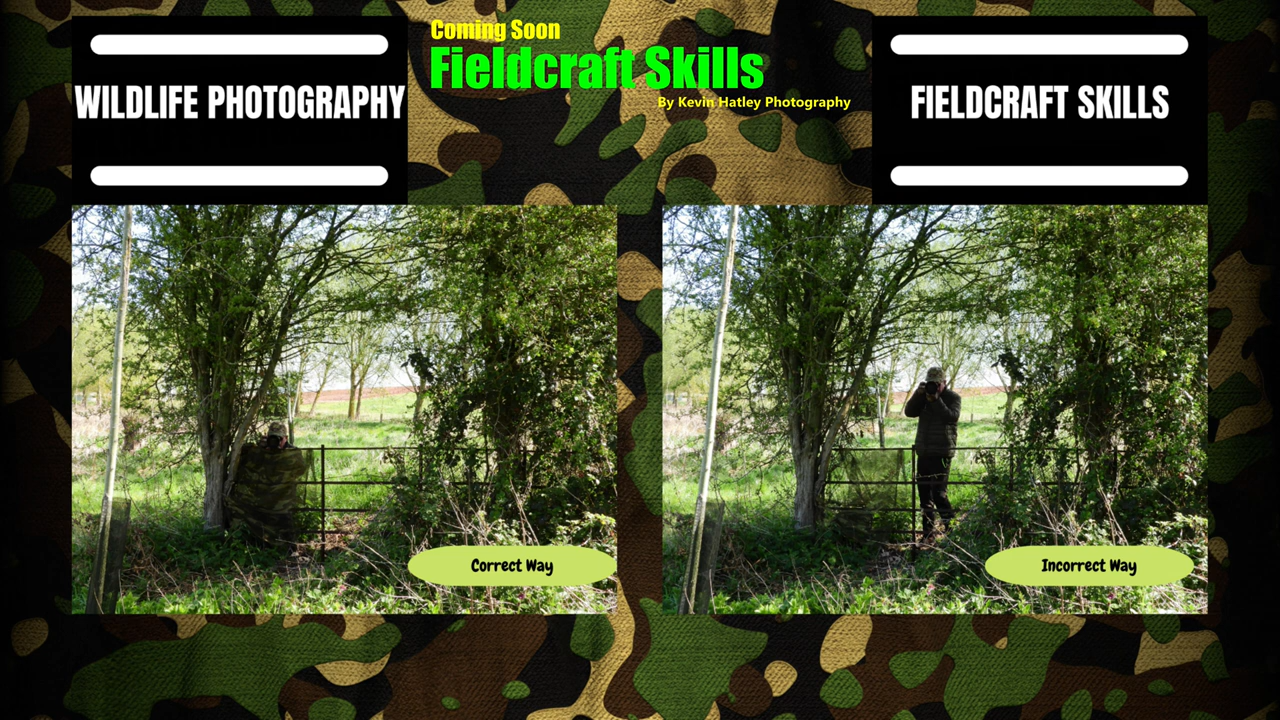 Coming Soon
Fieldcraft Skills
By Kevin Hatley Photography
WILDLIFE PHOTOGRAPHY
FIELDCRAFT SKILLS
Correct Way
Incorrect Way